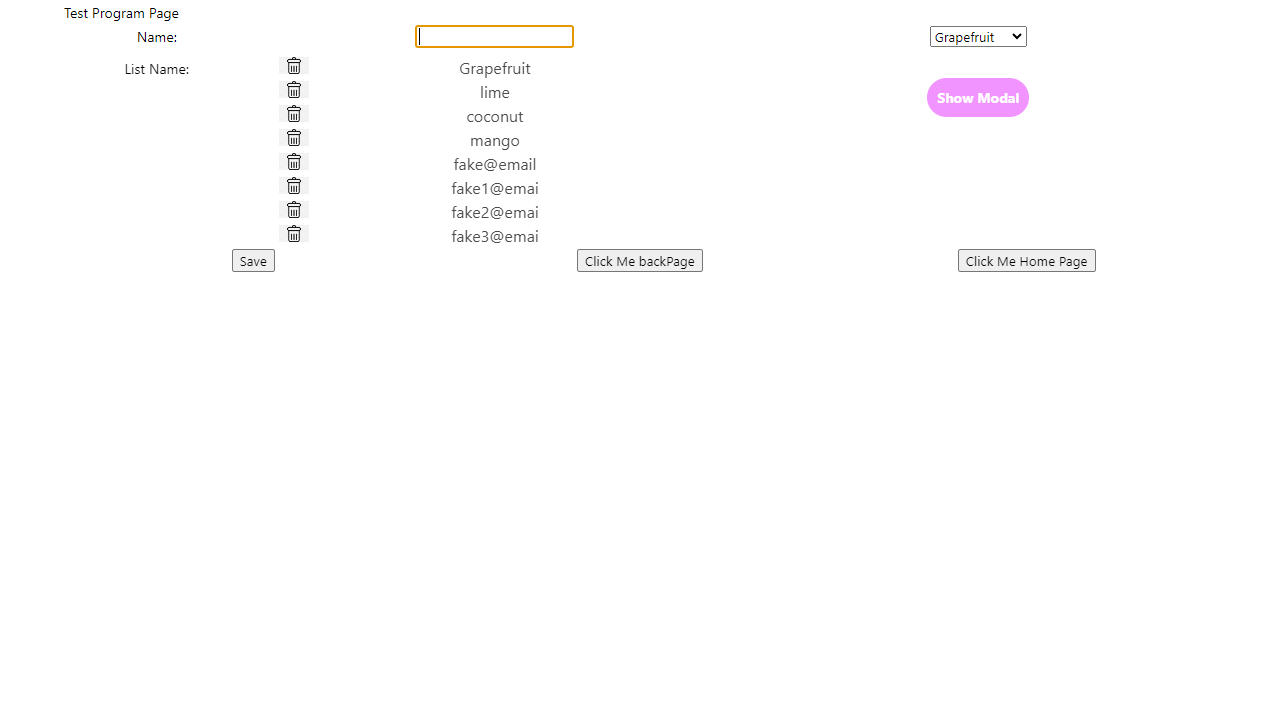 Test Program Page
Name:
Grapefruit
List Name:
Grapefruit
lime
coconut
mango
fake@email
fake1@emai
fake2@emai
fake3@emai
Show Modal
Save
Click Me backPage
Click Me Home Page